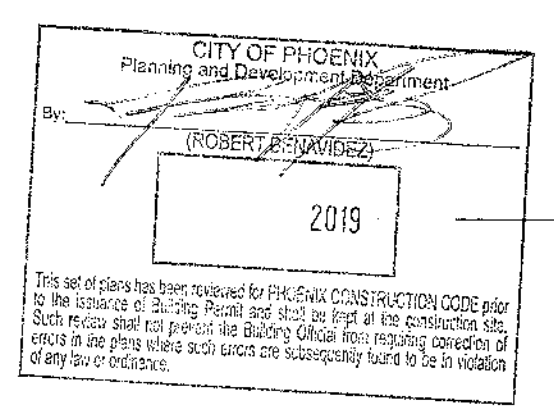 CITY OF PHOENIX
Planning and Development Department
By:
(ROBERT BENAVIDEZ)
2019
This set of plans has been reviewed for PHOENIX CONSTRUCTION CODE prior
to the issuance of Building Permit and shall be kept at the construction site.
Such review shall not prevent the Building Official from requiring correction of
errors in the plans where such errors are subsequently found to be in violation
of any law or ordinance.